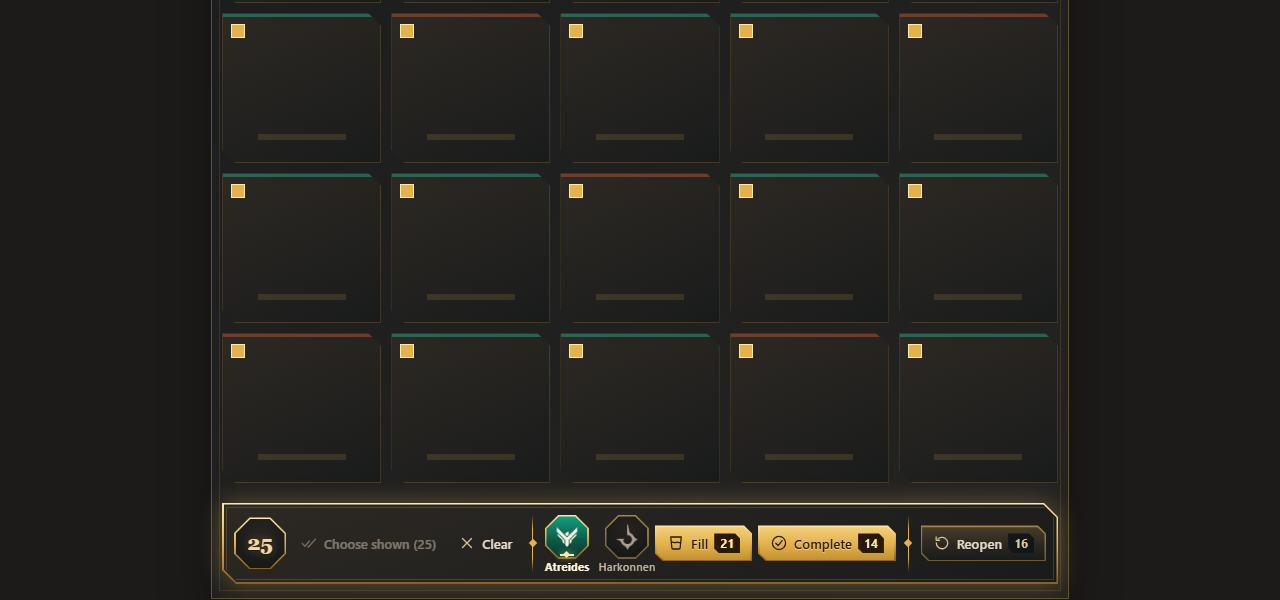 25
Choose shown (25)
Clear
Atreides
Harkonnen
Fill 21
Complete 14
Reopen 16